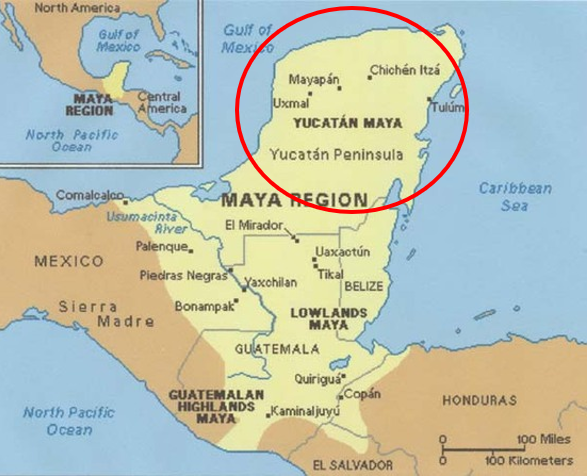 North America
Gulf of
Mexico
MAYA
REGION
Central
America
North Pacific
Ocean
Gulf of
Mexico
Mayapán
Chichén Itzá
Uxmal
Tulúm
YUCATÁN MAYA
Yucatán Peninsula
Caribbean
Sea
Comalcalco
MAYA REGION
Usumacinta
River
El Mirador
Palenque
Uaxactún
Tikal
MEXICO
Piedras Negras
Yaxchilan
BELIZE
Bonampak
Sierra
Madre
LOWLANDS
MAYA
GUATEMALA
Quiriguá
Copán
GUATEMALAN
HIGHLANDS
MAYA
Kaminaljuyú
HONDURAS
North Pacific
Ocean
EL SALVADOR
0 100 Miles
0 100 Kilometers